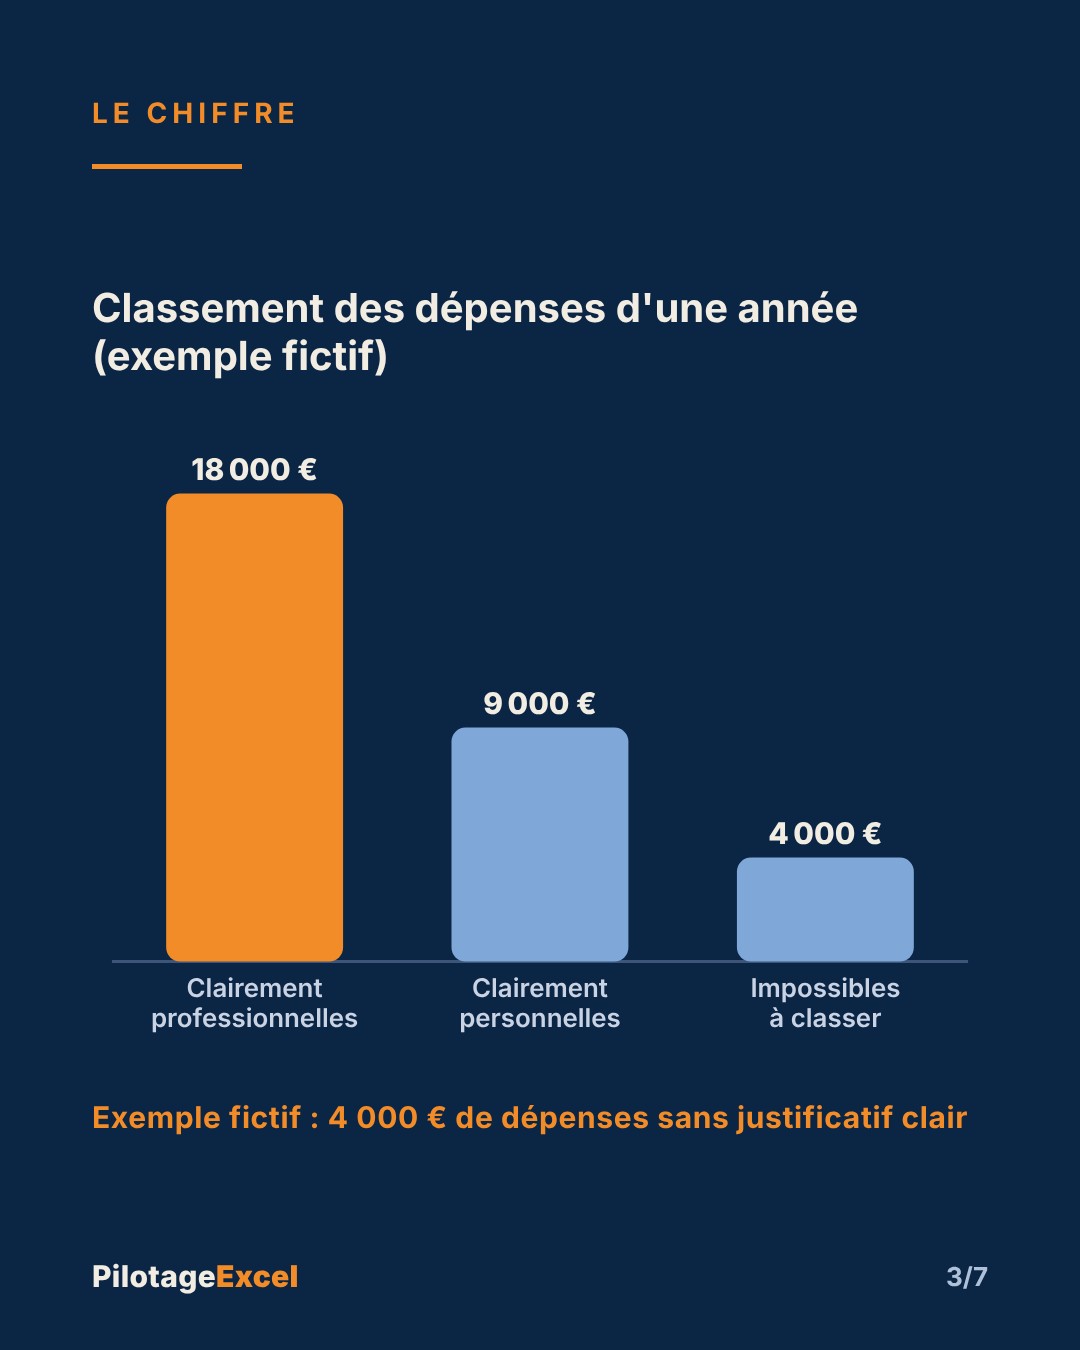 LE CHIFFRE
Classement des dépenses d'une année
(exemple fictif)
18 000 €
9 000 €
4 000 €
Clairement
professionnelles
Clairement
personnelles
Impossibles
à classer
Exemple fictif : 4 000 € de dépenses sans justificatif clair
PilotageExcel
3/7